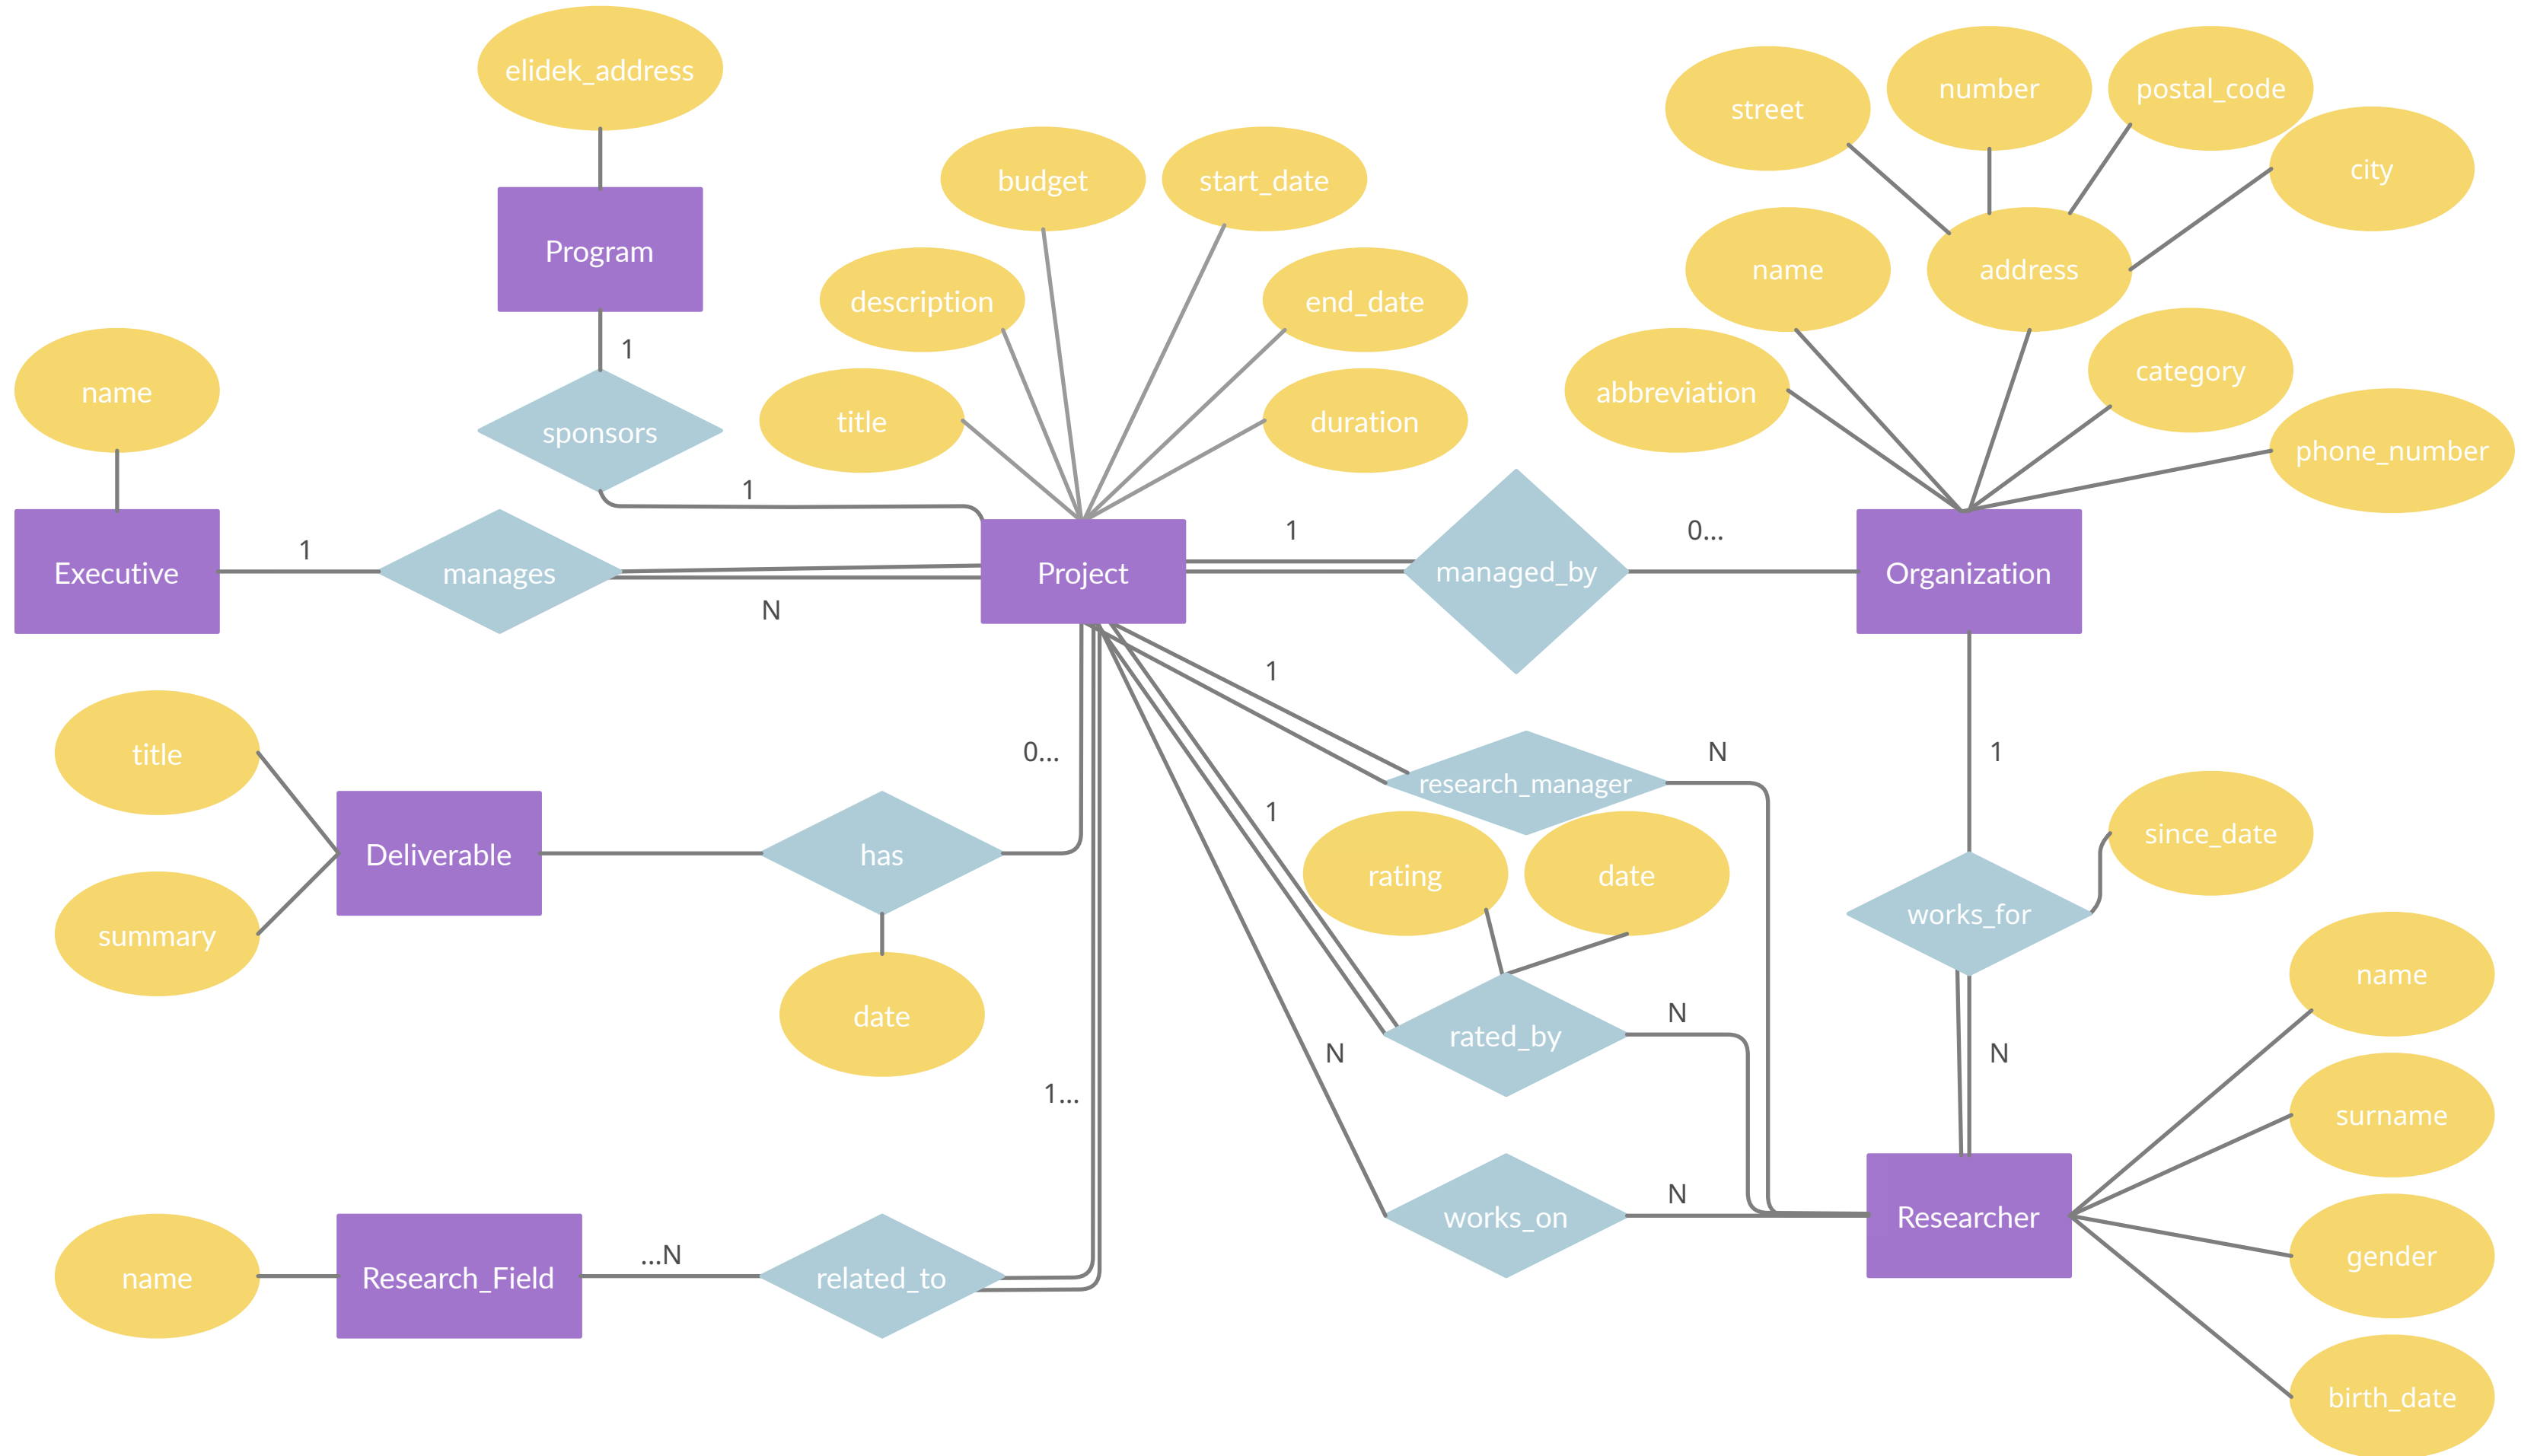 elidek_address
street
number
postal_code
city
budget
start_date
Program
name
address
description
end_date
1
name
abbreviation
category
sponsors
title
duration
phone_number
1
1
0...
Executive
1
manages
Project
managed_by
Organization
N
1
title
0...
research_manager
N
1
1
since_date
Deliverable
has
rating
date
works_for
summary
name
date
rated_by
N
N
N
1...
surname
N
works_on
Researcher
...N
gender
name
Research_Field
related_to
birth_date